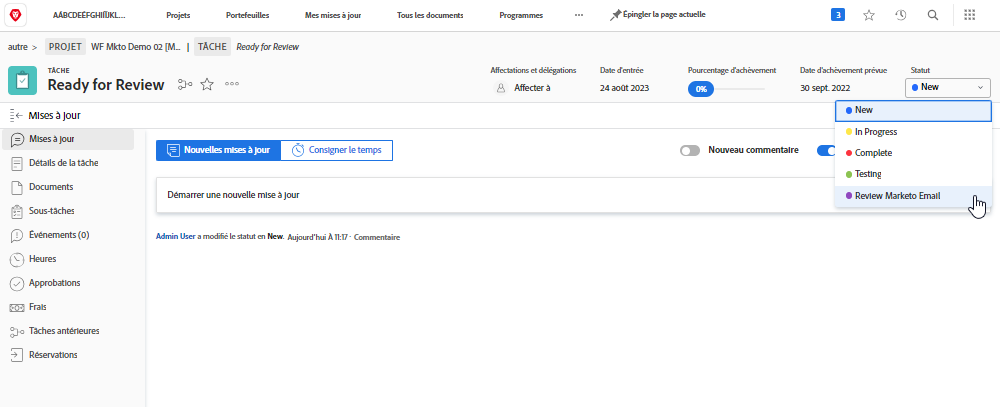 AÁBCDEÉFGHIÍJKL... Projets Portefeuilles Mes mises à jour Tous les documents Programmes ··· Épingler la page actuelle 3
autre > PROJET WF Mkto Demo 02 [M... | TÂCHE Ready for Review
TÂCHE
Ready for Review
Affectations et délégations
Affecter à
Date d'entrée
24 août 2023
Pourcentage d'achèvement
0%
Date d'achèvement prévue
30 sept. 2022
Statut
New
New
In Progress
Complete
Testing
Review Marketo Email
Mises à jour
Mises à jour
Détails de la tâche
Documents
Sous-tâches
Événements (0)
Heures
Approbations
Frais
Tâches antérieures
Réservations
Nouvelles mises à jour Consigner le temps Nouveau commentaire
Démarrer une nouvelle mise à jour
Admin User a modifié le statut en New. Aujourd'hui À 11:17 · Commentaire